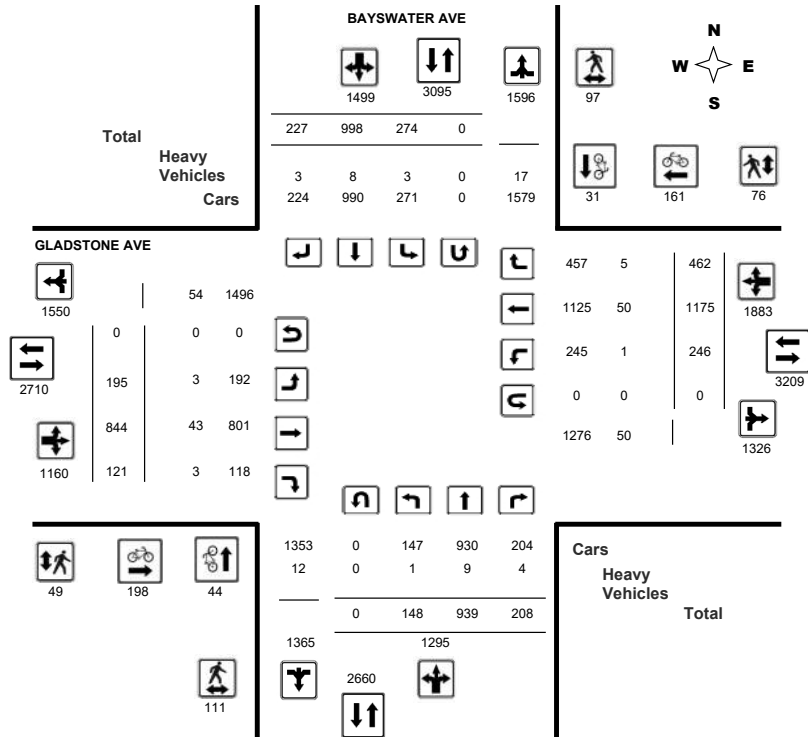 BAYSWATER AVE
N
W E
S
1499 3095 1596 97
Total 227 998 274 0
Heavy
Vehicles 3 8 3 0 17
Cars 224 990 271 0 1579
31 161 76
GLADSTONE AVE
1550
54 1496
0 0 0
2710
195 3 192
844 43 801
1160
121 3 118
457 5 462
1125 50 1175
1883
245 1 246
3209
0 0 0
1276 50
1326
49 198 44
111
1353 0 147 930 204
12 0 1 9 4
0 148 939 208
1365 1295
2660
Cars
Heavy
Vehicles
Total